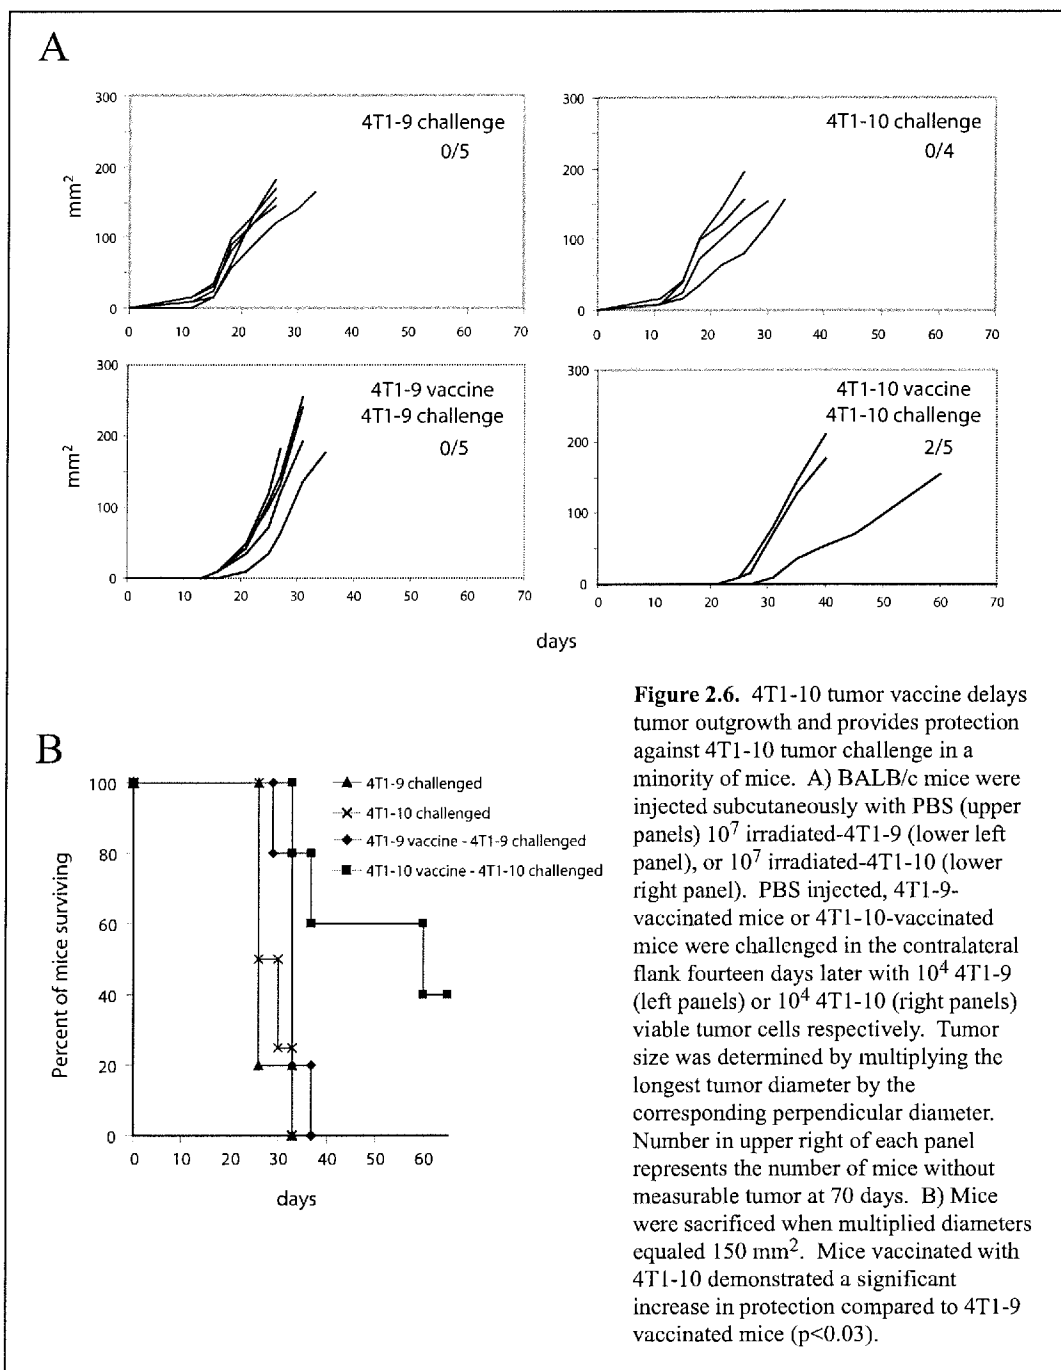 A
300
200
100
0
mm²
4T1-9 challenge
0/5
0 10 20 30 40 50 60 70
300
200
100
0
4T1-10 challenge
0/4
0 10 20 30 40 50 60 70
300
200
100
0
mm²
4T1-9 vaccine
4T1-9 challenge
0/5
0 10 20 30 40 50 60 70
300
200
100
0
4T1-10 vaccine
4T1-10 challenge
2/5
0 10 20 30 40 50 60 70
days
B
100
80
60
40
20
0
Percent of mice surviving
4T1-9 challenged
4T1-10 challenged
4T1-9 vaccine - 4T1-9 challenged
4T1-10 vaccine - 4T1-10 challenged
0 10 20 30 40 50 60
days
Figure 2.6. 4T1-10 tumor vaccine delays
tumor outgrowth and provides protection
against 4T1-10 tumor challenge in a
minority of mice. A) BALB/c mice were
injected subcutaneously with PBS (upper
panels) 10⁷ irradiated-4T1-9 (lower left
panel), or 10⁷ irradiated-4T1-10 (lower
right panel). PBS injected, 4T1-9-
vaccinated mice or 4T1-10-vaccinated
mice were challenged in the contralateral
flank fourteen days later with 10⁴ 4T1-9
(left panels) or 10⁴ 4T1-10 (right panels)
viable tumor cells respectively. Tumor
size was determined by multiplying the
longest tumor diameter by the
corresponding perpendicular diameter.
Number in upper right of each panel
represents the number of mice without
measurable tumor at 70 days. B) Mice
were sacrificed when multiplied diameters
equaled 150 mm². Mice vaccinated with
4T1-10 demonstrated a significant
increase in protection compared to 4T1-9
vaccinated mice (p<0.03).